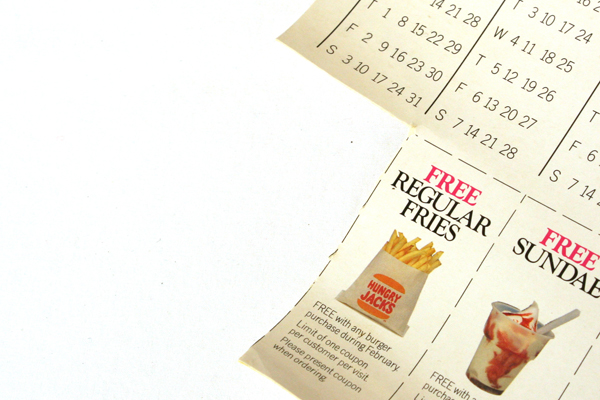 T 1 8 15 22 29
14 21 28
F 2 9 16 23 30
S 3 10 17 24 31
T 3 10 17 24
W 4 11 18 25
T 5 12 19 26
F 6 13 20 27
S 7 14 21 28
T
F 6
S 7 14
FREE
REGULAR
FRIES
HUNGRY
JACKS
FREE with any burger
purchase during February.
Limit of one coupon
per customer per visit.
Please present coupon
when ordering.
FREE
SUNDAE
FREE with